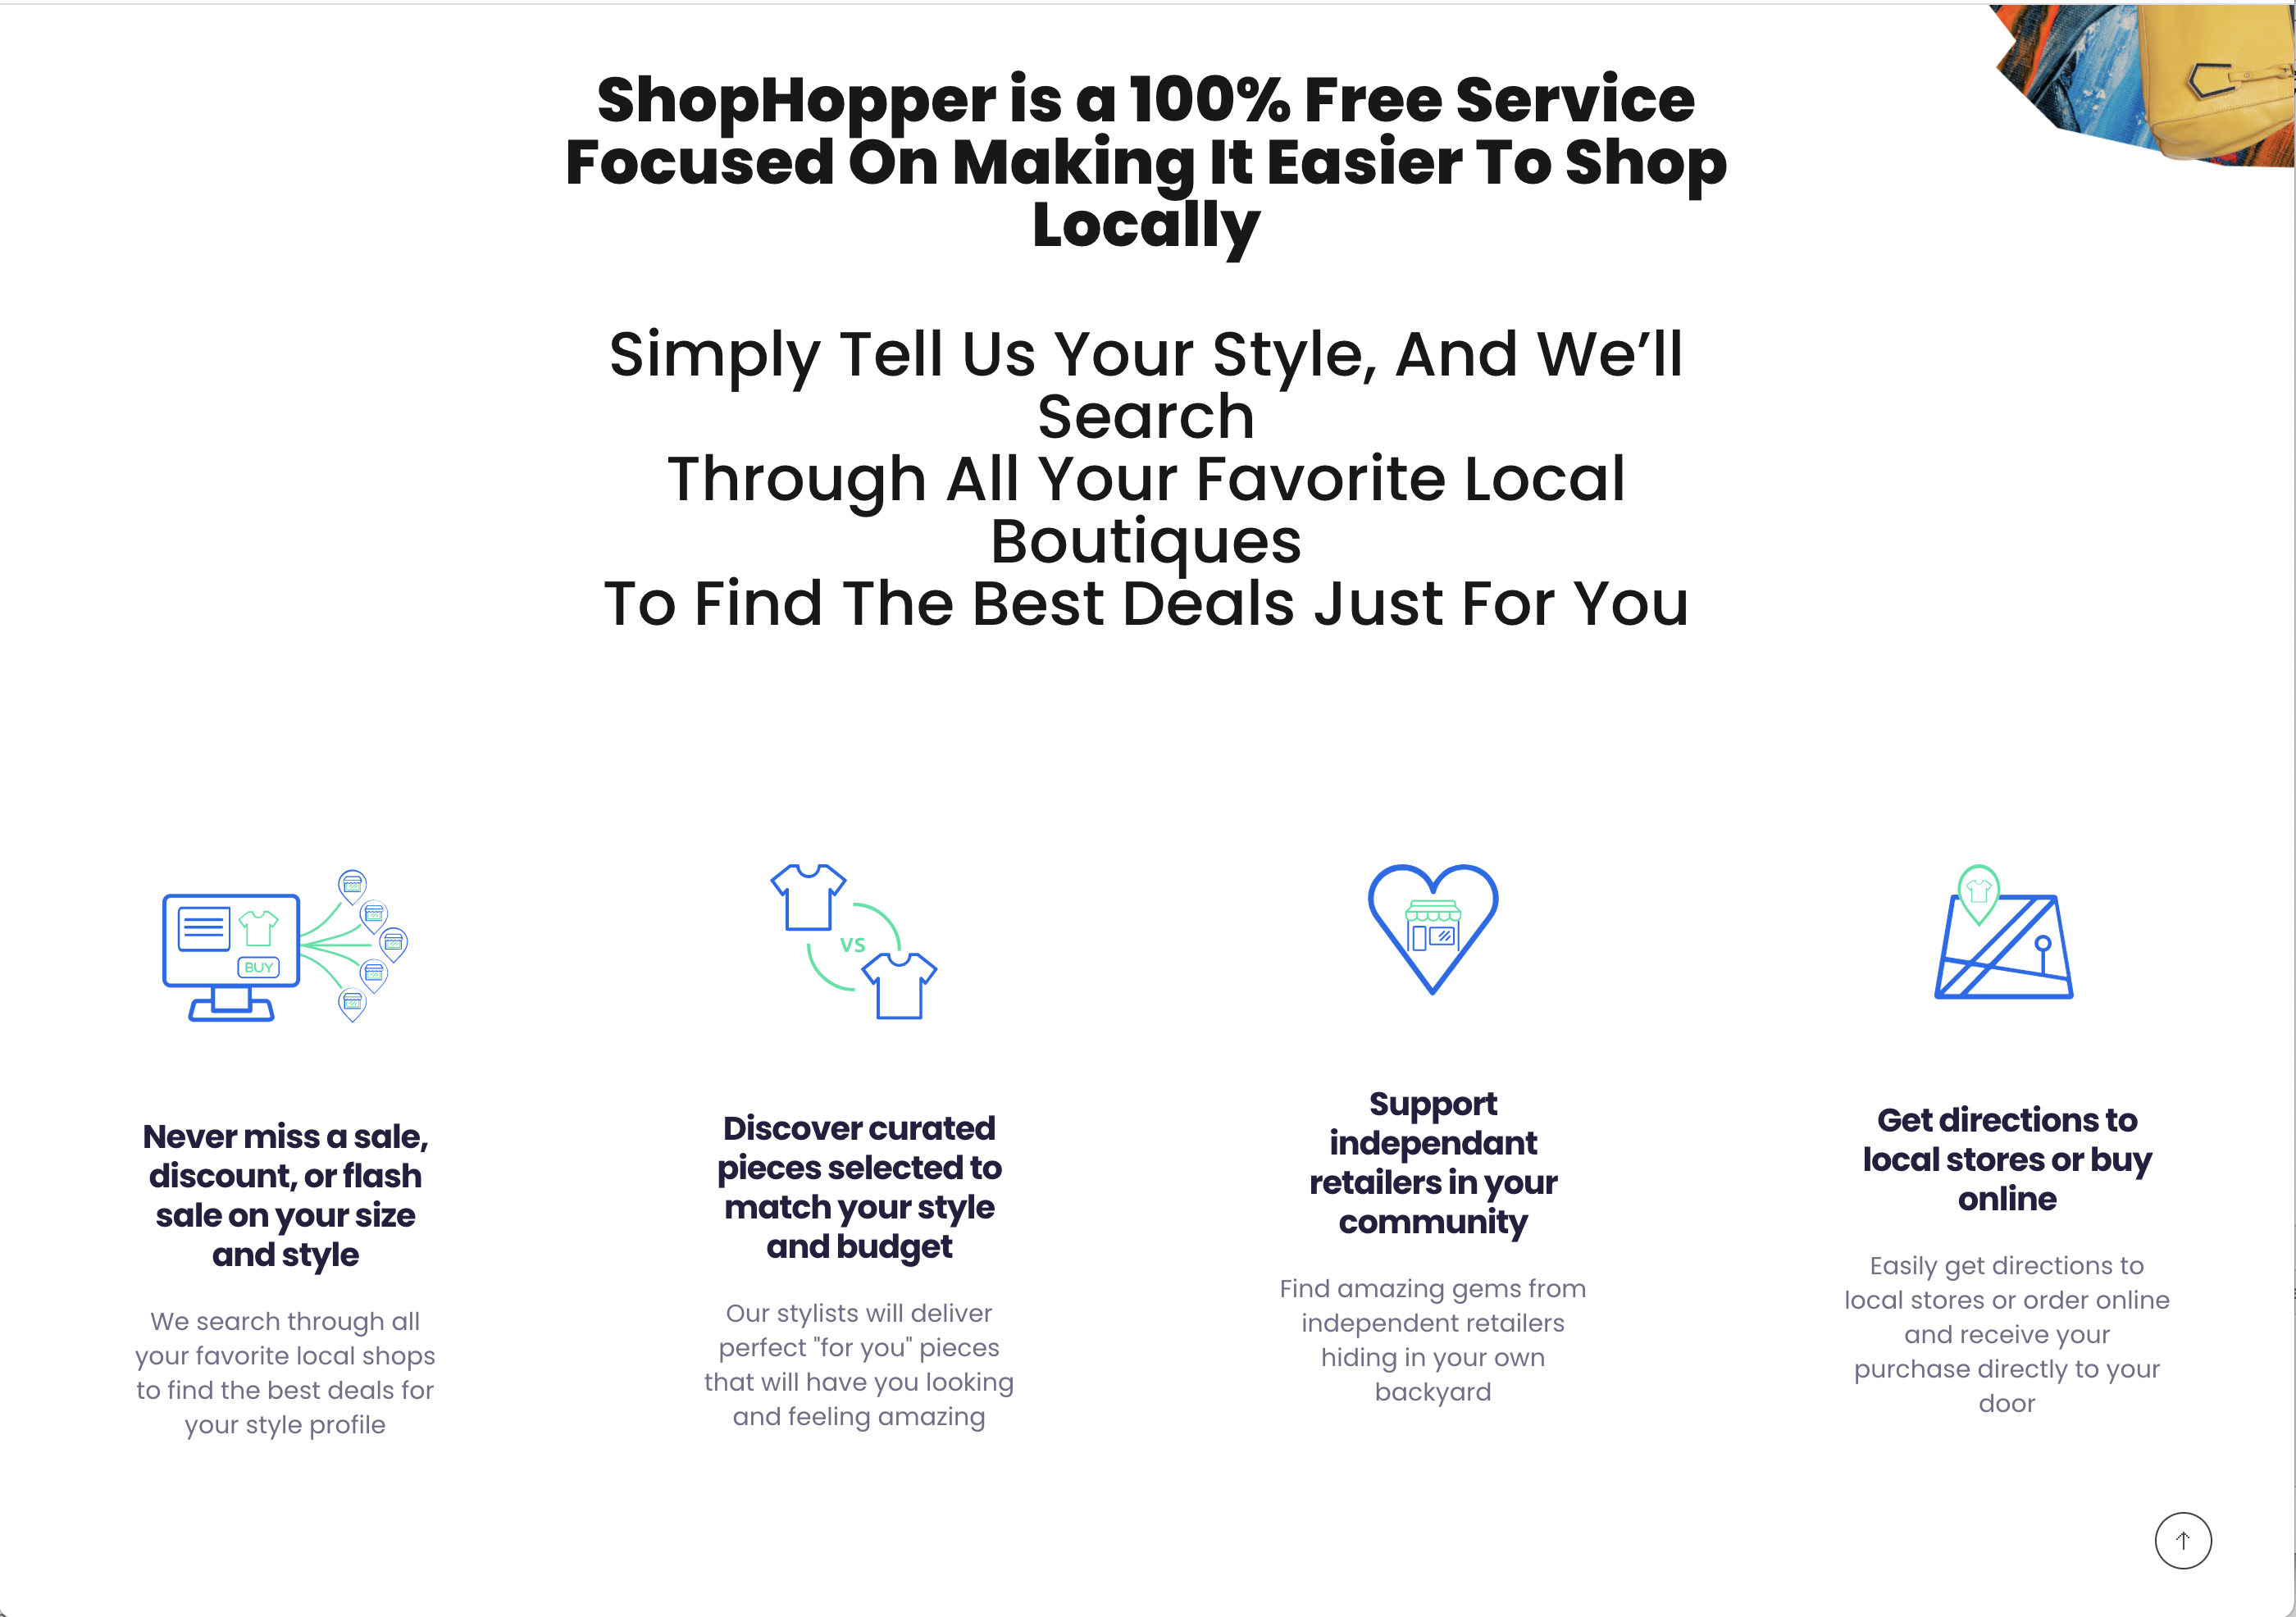 ShopHopper is a 100% Free Service
Focused On Making It Easier To Shop
Locally
Simply Tell Us Your Style, And We’ll
Search
Through All Your Favorite Local
Boutiques
To Find The Best Deals Just For You
BUY
VS
Never miss a sale,
discount, or flash
sale on your size
and style
We search through all
your favorite local shops
to find the best deals for
your style profile
Discover curated
pieces selected to
match your style
and budget
Our stylists will deliver
perfect "for you" pieces
that will have you looking
and feeling amazing
Support
independant
retailers in your
community
Find amazing gems from
independent retailers
hiding in your own
backyard
Get directions to
local stores or buy
online
Easily get directions to
local stores or order online
and receive your
purchase directly to your
door